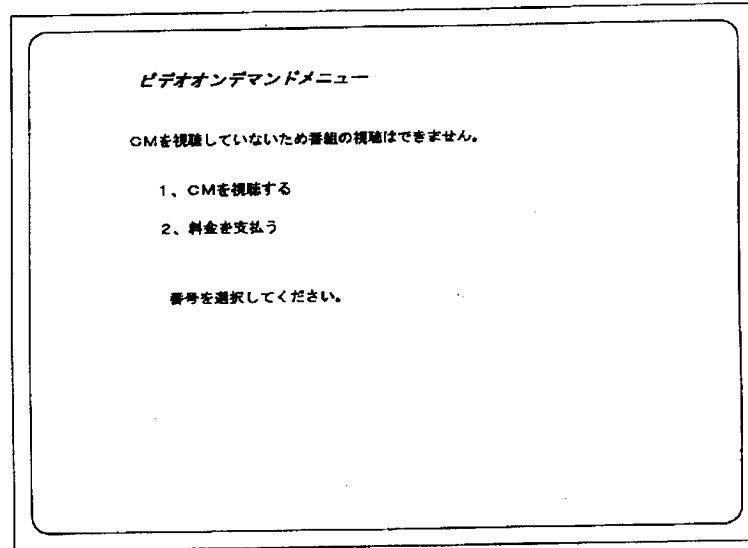 ビデオオンデマンドメニュー
CMを視聴していないため番組の視聴はできません。
1、CMを視聴する
2、料金を支払う
番号を選択してください。